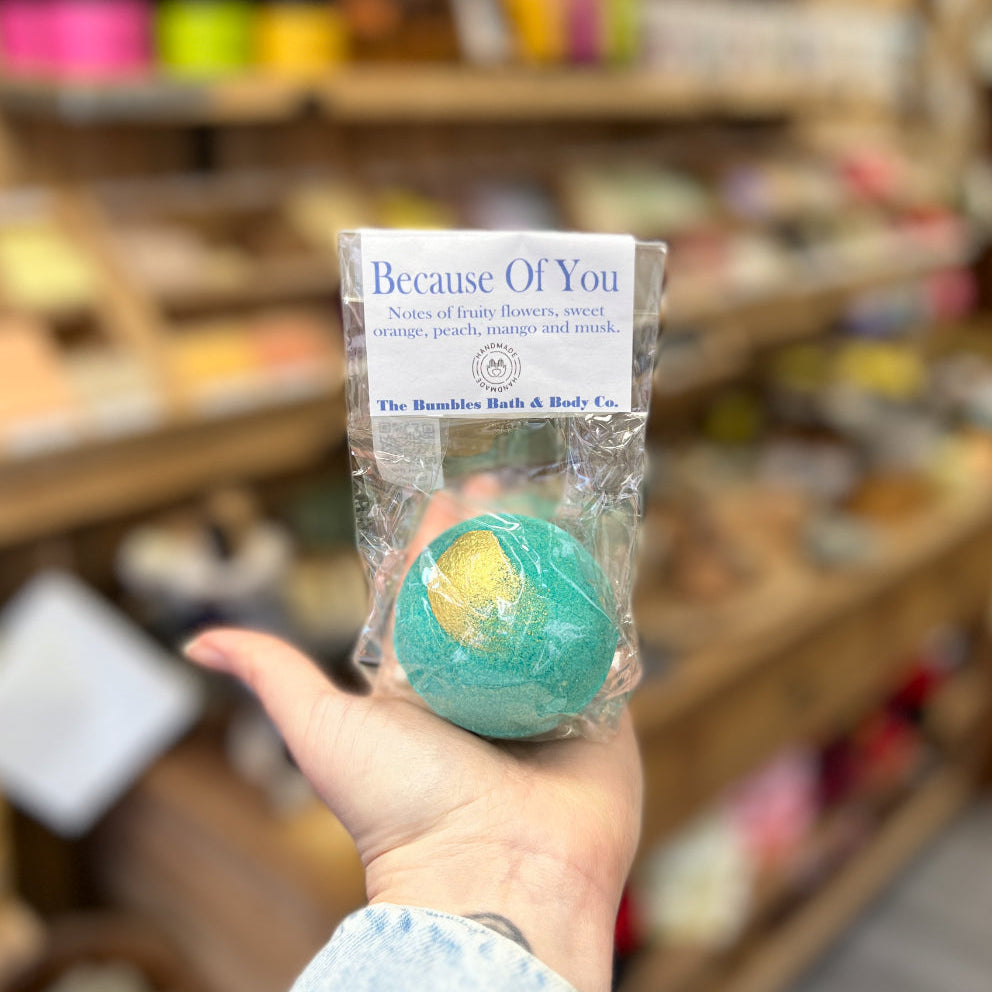 Because Of You
Notes of fruity flowers, sweet
orange, peach, mango and musk.
HANDMADE
HANDMADE
The Bumbles Bath & Body Co.